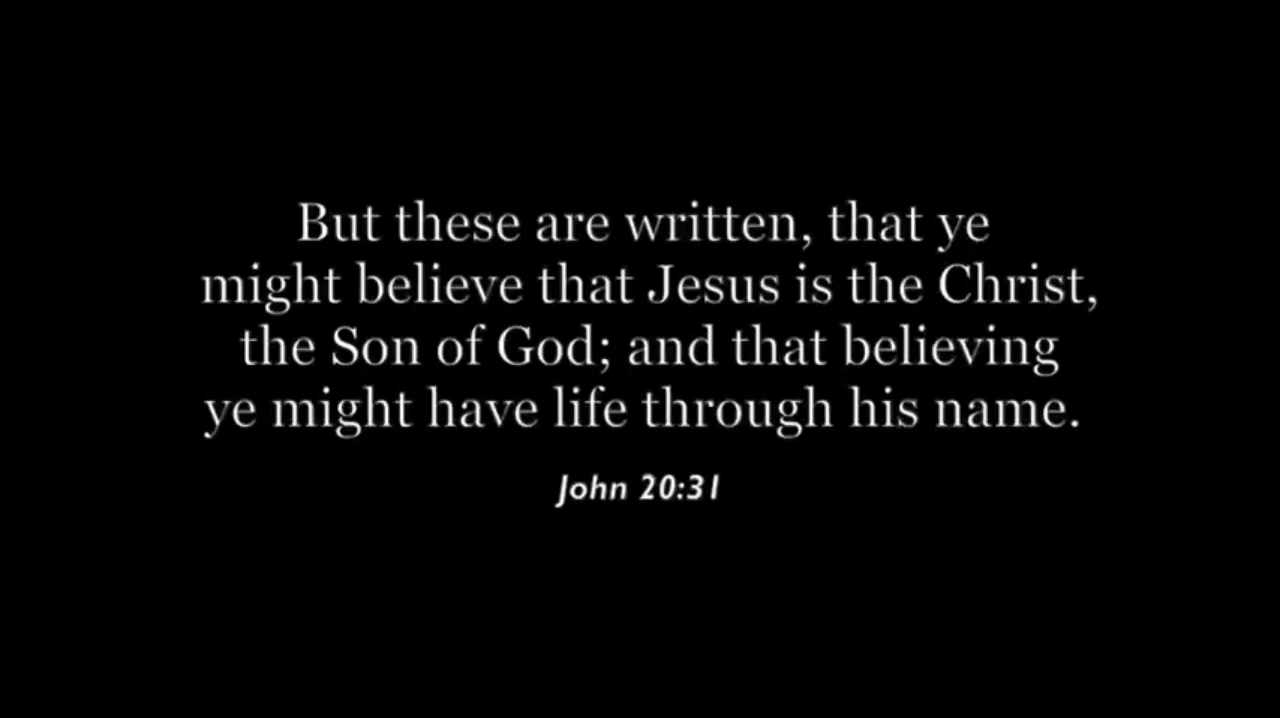 But these are written, that ye
might believe that Jesus is the Christ,
the Son of God; and that believing
ye might have life through his name.
John 20:31